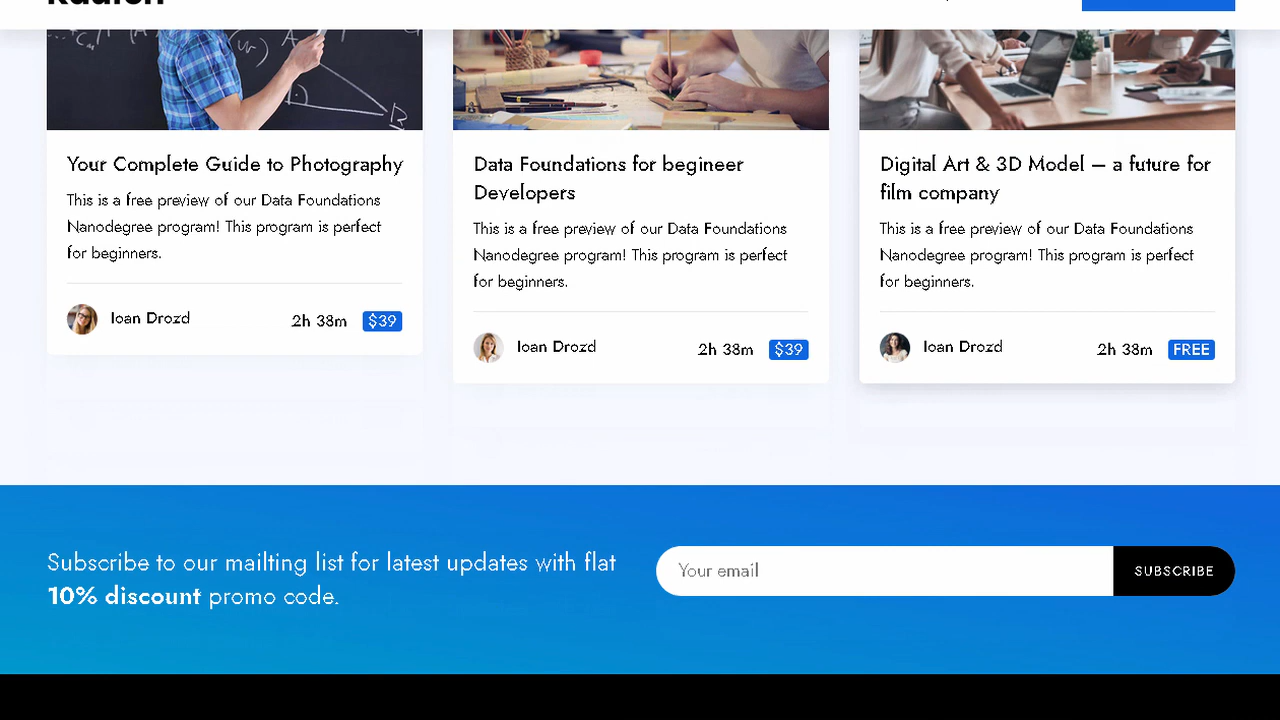 Your Complete Guide to Photography
This is a free preview of our Data Foundations
Nanodegree program! This program is perfect
for beginners.
Ioan Drozd
2h 38m
$39
Data Foundations for begineer
Developers
This is a free preview of our Data Foundations
Nanodegree program! This program is perfect
for beginners.
Ioan Drozd
2h 38m
$39
Digital Art & 3D Model – a future for
film company
This is a free preview of our Data Foundations
Nanodegree program! This program is perfect
for beginners.
Ioan Drozd
2h 38m
FREE
Subscribe to our mailing list for latest updates with flat
10% discount promo code.
Your email
SUBSCRIBE